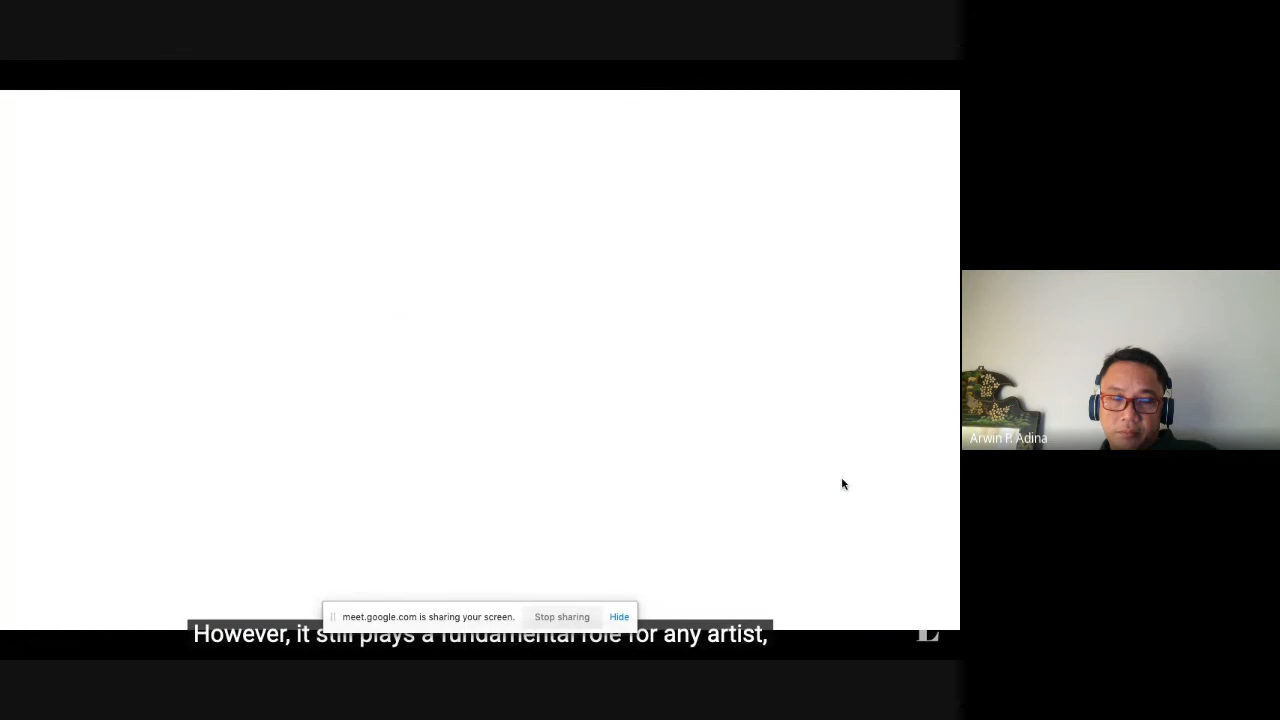 Arwin P. Adina
meet.google.com is sharing your screen.
Stop sharing
Hide
However, it still plays a fundamental role for any artist,
L